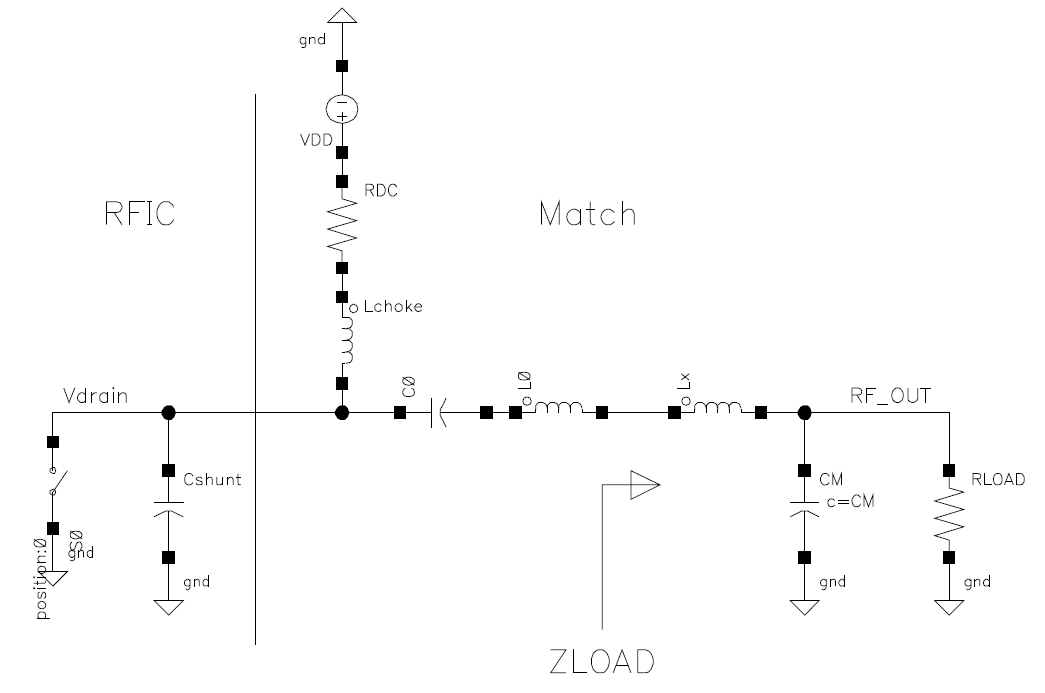 gnd
VDD
RDC
RFIC
Match
Lchoke
Vdrain
CØ
LØ
Lx
RF_OUT
Cshunt
CM
c=CM
RLOAD
position:Ø
SØ
gnd
gnd
gnd
gnd
ZLOAD